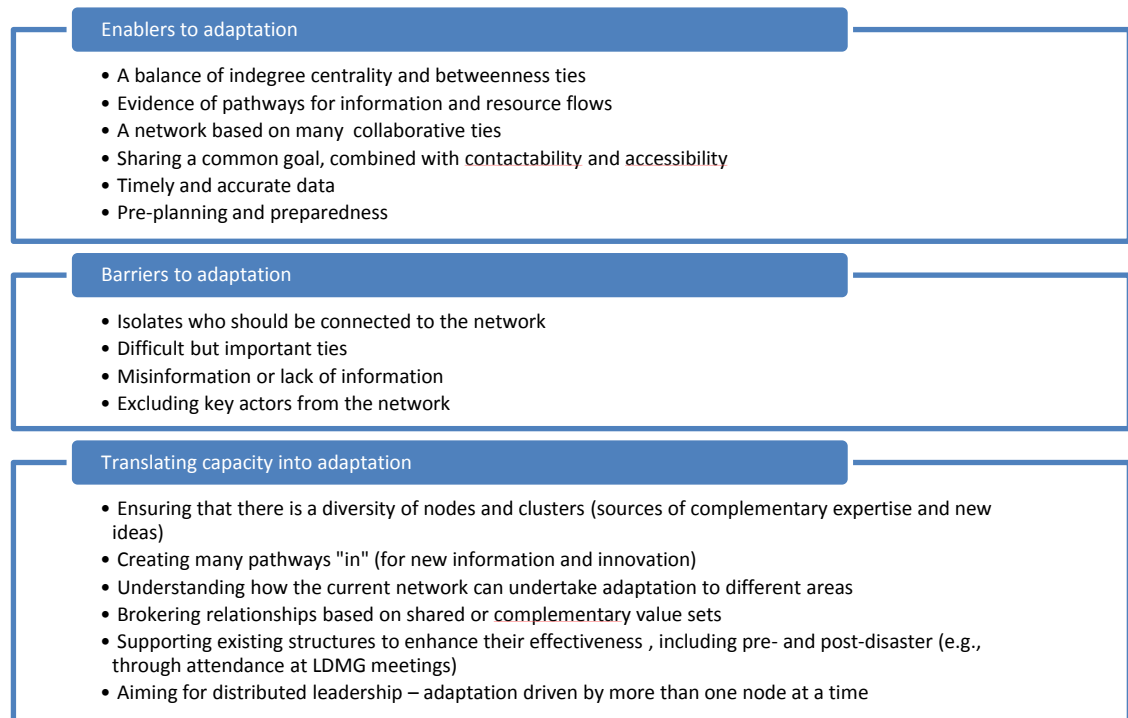 Enablers to adaptation
• A balance of indegree centrality and betweenness ties
• Evidence of pathways for information and resource flows
• A network based on many  collaborative ties
• Sharing a common goal, combined with contactability and accessibility
• Timely and accurate data
• Pre-planning and preparedness
Barriers to adaptation
• Isolates who should be connected to the network
• Difficult but important ties
• Misinformation or lack of information
• Excluding key actors from the network
Translating capacity into adaptation
• Ensuring that there is a diversity of nodes and clusters (sources of complementary expertise and new
ideas)
• Creating many pathways "in" (for new information and innovation)
• Understanding how the current network can undertake adaptation to different areas
• Brokering relationships based on shared or complementary value sets
• Supporting existing structures to enhance their effectiveness , including pre- and post-disaster (e.g.,
through attendance at LDMG meetings)
• Aiming for distributed leadership – adaptation driven by more than one node at a time